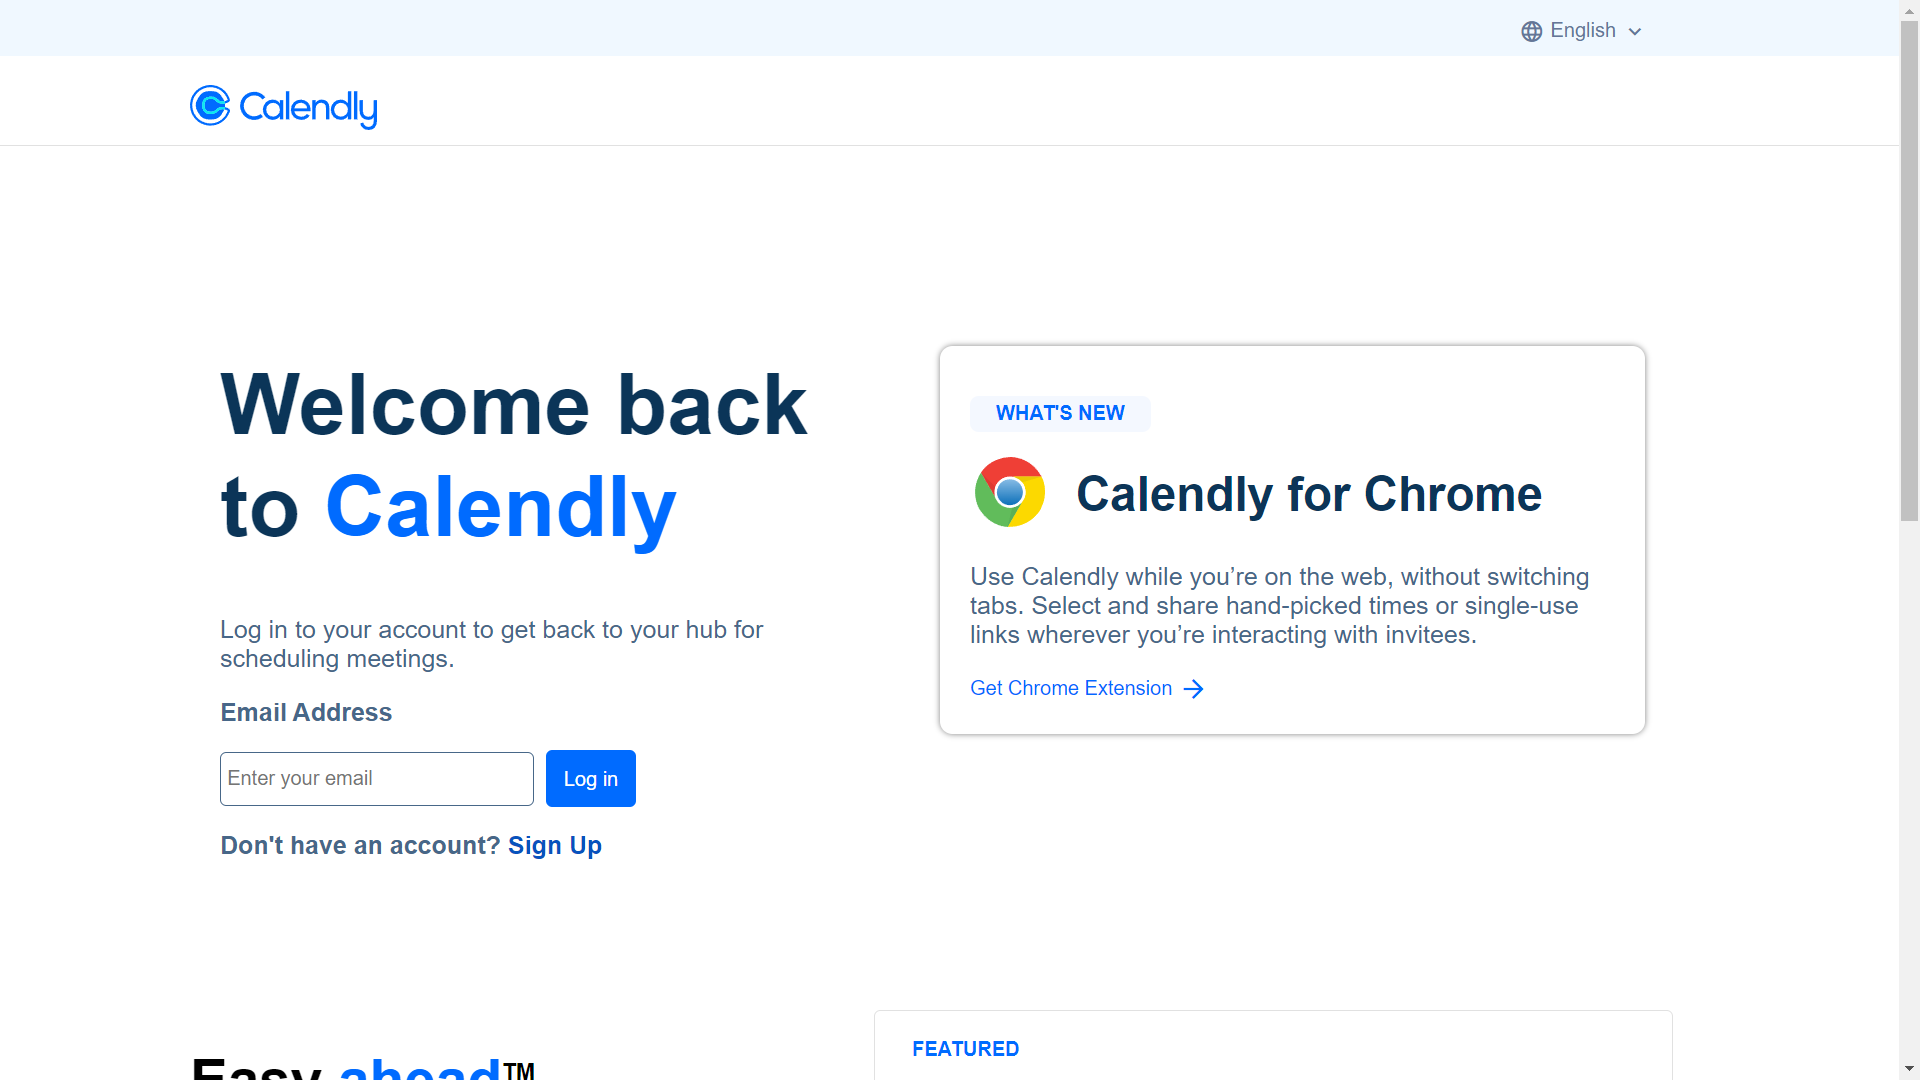 English
Calendly
Welcome back
to Calendly
Log in to your account to get back to your hub for
scheduling meetings.
Email Address
Enter your email
Log in
Don't have an account? Sign Up
WHAT'S NEW
Calendly for Chrome
Use Calendly while you’re on the web, without switching
tabs. Select and share hand-picked times or single-use
links wherever you’re interacting with invitees.
Get Chrome Extension
Easy ahead™
FEATURED